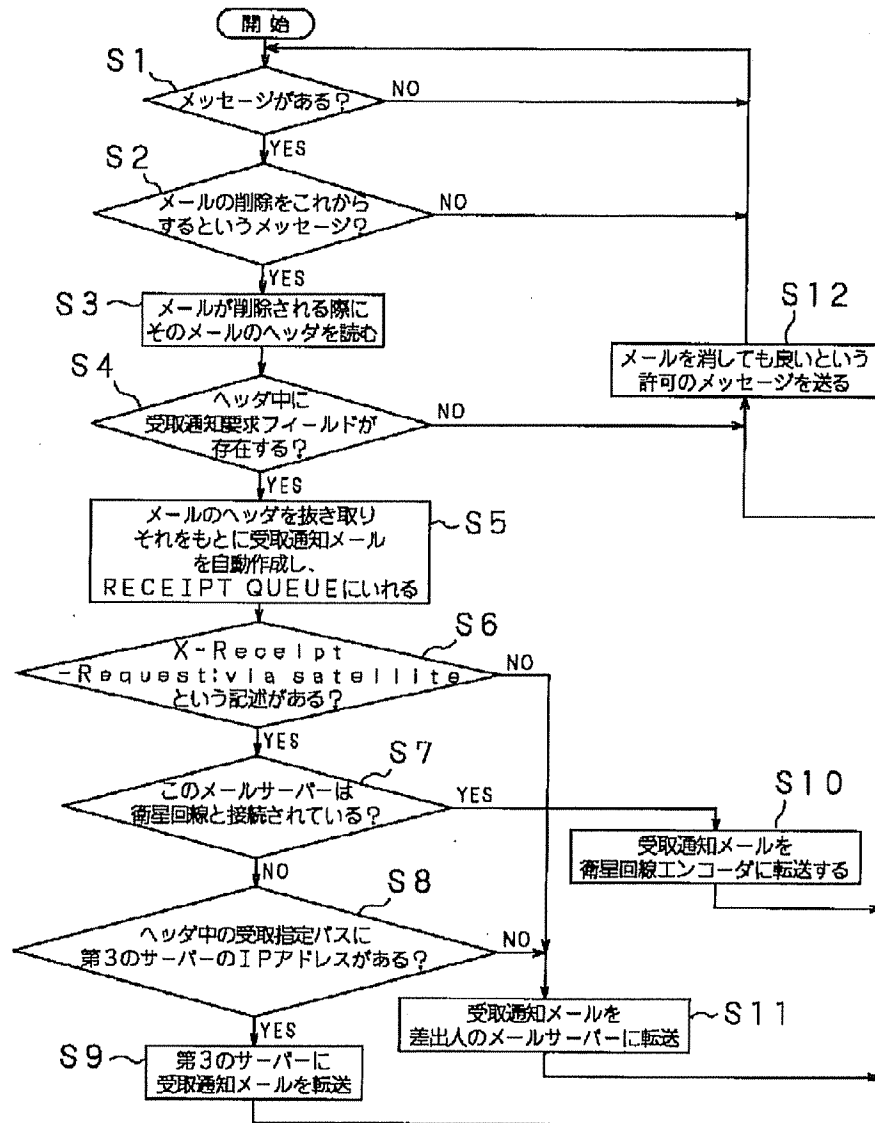 開始
S1
メッセージがある?
NO
YES
S2
メールの削除をこれから
するというメッセージ?
NO
YES
S3
メールが削除される際に
そのメールのヘッダを読む
S12
メールを消しても良いという
許可のメッセージを送る
S4
ヘッダ中に
受取通知要求フィールドが
存在する?
NO
YES
メールのヘッダを抜き取り
それをもとに受取通知メール
を自動作成し、
RECEIPT QUEUEにいれる
S5
S6
X-Receipt
-Request:via satellite
という記述がある?
NO
YES
S7
このメールサーバーは
衛星回線と接続されている?
YES
NO
S10
受取通知メールを
衛星回線エンコーダに転送する
S8
ヘッダ中の受取指定パスに
第3のサーバーのIPアドレスがある?
NO
YES
S11
受取通知メールを
差出人のメールサーバーに転送
S9
第3のサーバーに
受取通知メールを転送